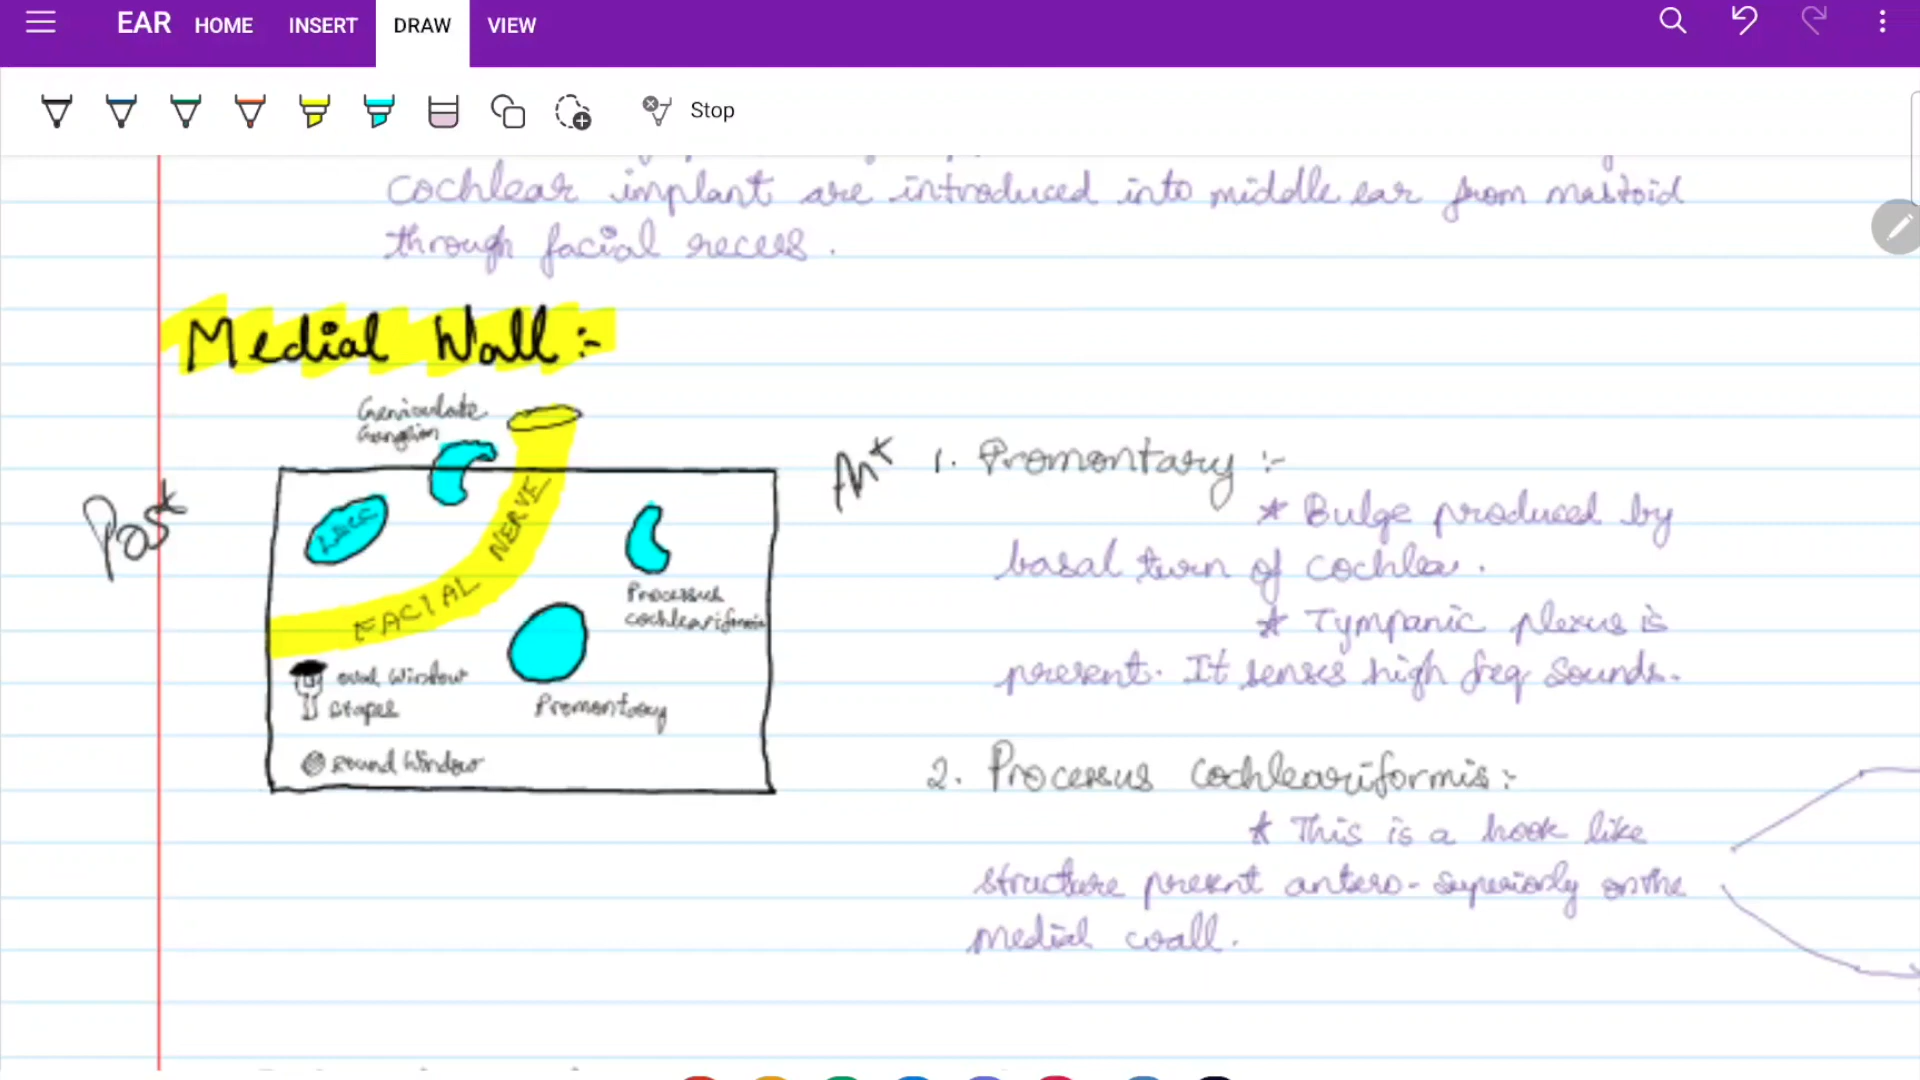 EAR HOME INSERT DRAW VIEW
Stop
cochlear implant are introduced into middle ear from mastoid
through facial recess.
Medial Wall :-
Geniculate
Ganglion
Post
Ant
LSCC
FACIAL NERVE
Processus
cochleariformis
oval window
stapes
Promontory
round window
1. Promontary :-
* Bulge produced by
basal turn of cochlea.
* Tympanic plexus is
present. It senses high freq sounds.
2. Processus Cochleariformis :-
* This is a hook like
structure present antero-superiorly on the
medial wall.